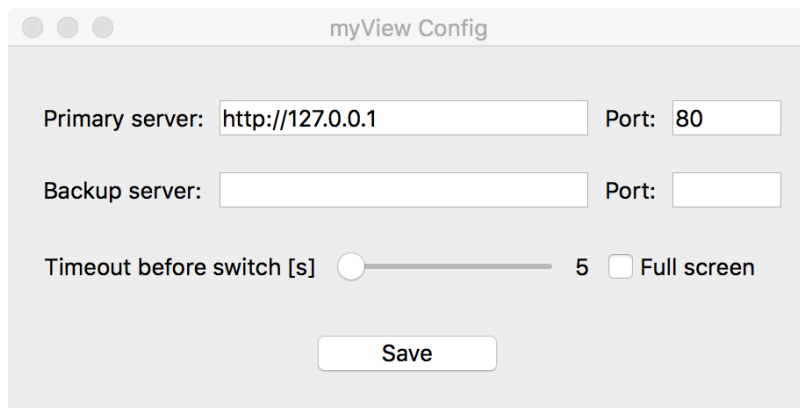 myView Config
Primary server: http://127.0.0.1 Port: 80
Backup server: Port:
Timeout before switch [s] 5 Full screen
Save